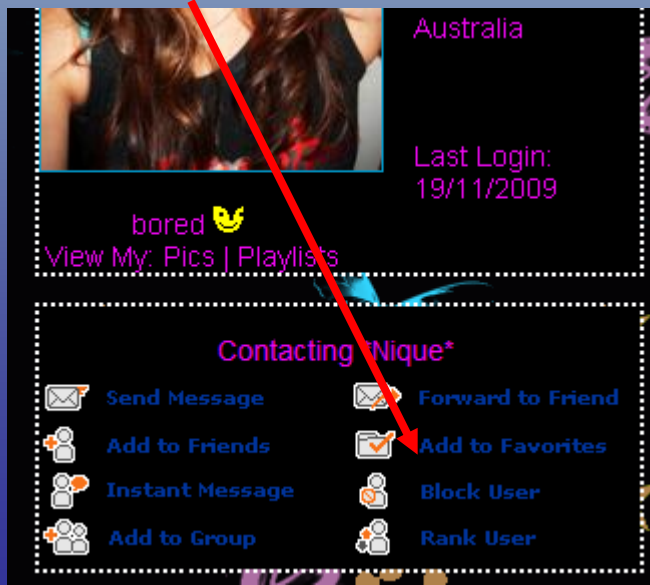 Australia
Last Login:
19/11/2009
bored
View My: Pics | Playlists
Contacting *Nique*
Send Message
Forward to Friend
Add to Friends
Add to Favorites
Instant Message
Block User
Add to Group
Rank User